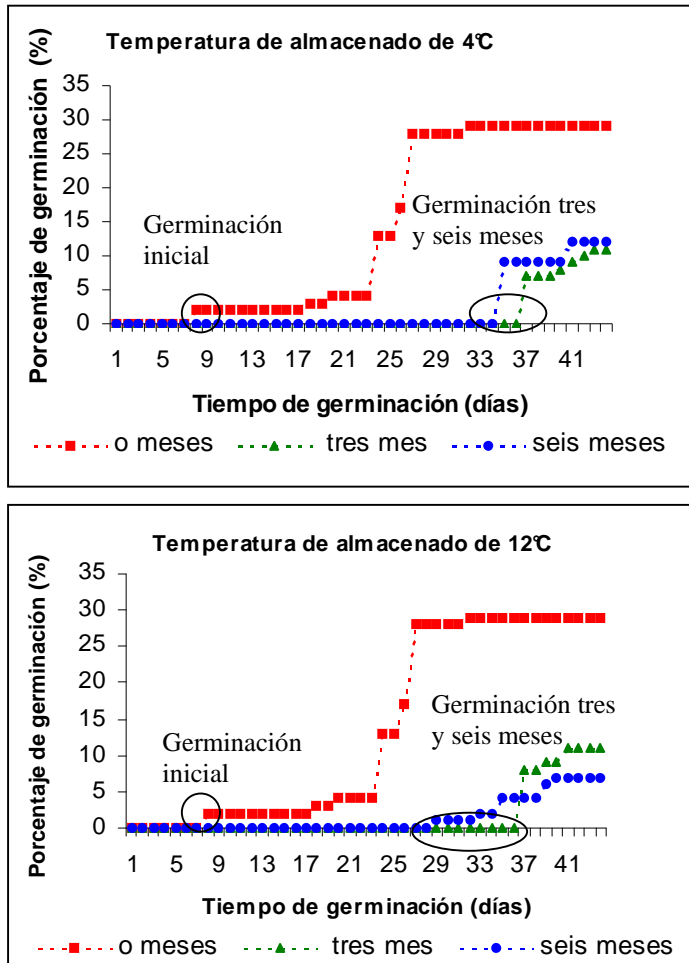 Temperatura de almacenado de 4°C
Porcentaje de germinación (%)
35
30
25
20
15
10
5
0
Germinación
inicial
Germinación tres
y seis meses
1 5 9 13 17 21 25 29 33 37 41
Tiempo de germinación (días)
o meses tres mes seis meses
Temperatura de almacenado de 12°C
Porcentaje de germinación (%)
35
30
25
20
15
10
5
0
Germinación
inicial
Germinación tres
y seis meses
1 5 9 13 17 21 25 29 33 37 41
Tiempo de germinación (días)
o meses tres mes seis meses